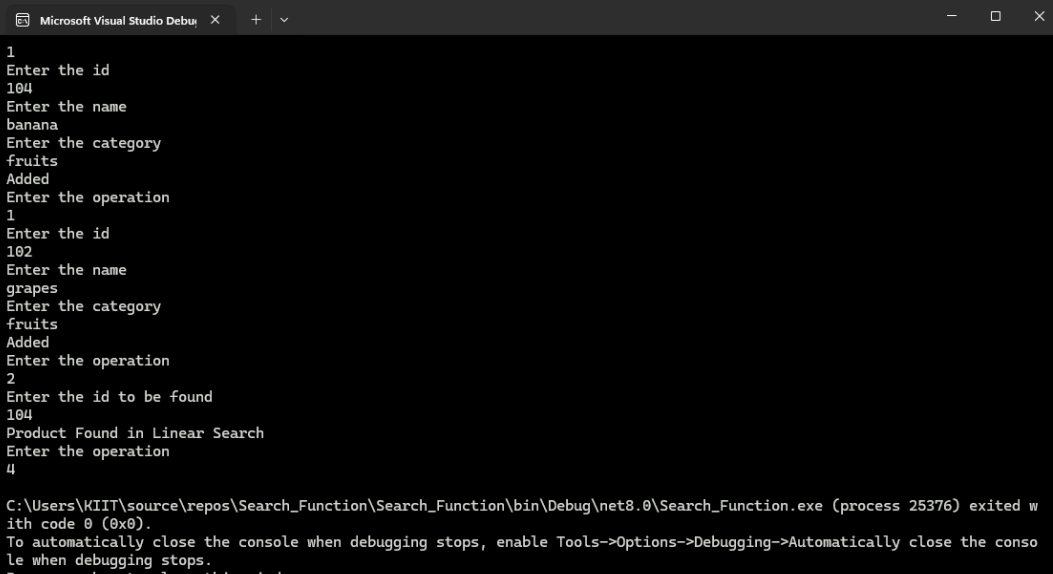 Microsoft Visual Studio Debu
1
Enter the id
104
Enter the name
banana
Enter the category
fruits
Added
Enter the operation
1
Enter the id
102
Enter the name
grapes
Enter the category
fruits
Added
Enter the operation
2
Enter the id to be found
104
Product Found in Linear Search
Enter the operation
4
C:\Users\KIIT\source\repos\Search_Function\Search_Function\bin\Debug\net8.0\Search_Function.exe (process 25376) exited w
ith code 0 (0x0).
To automatically close the console when debugging stops, enable Tools->Options->Debugging->Automatically close the conso
le when debugging stops.